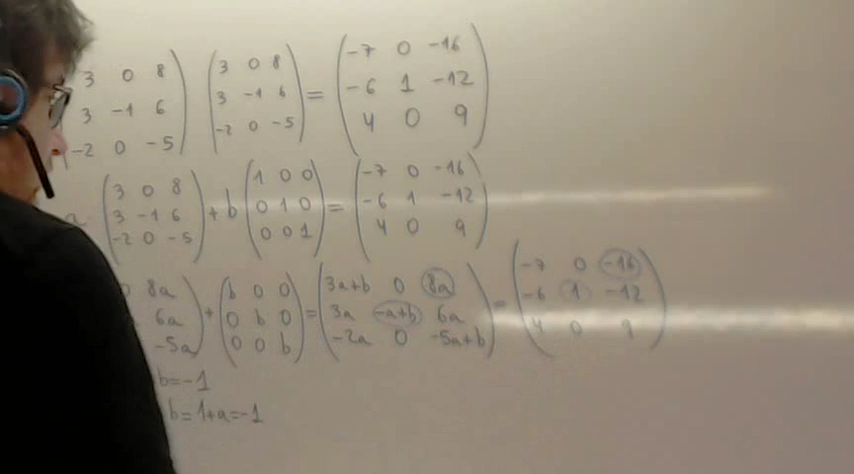 3 0 8 ) ( 3 0 8 ) ( -7 0 -16 )
3 -1 6 ) ( 3 -1 6 ) = ( -6 1 -12 )
-2 0 -5 ) ( -2 0 -5 ) ( 4 0 9 )
( 3 0 8 ) ( 1 0 0 ) ( -7 0 -16 )
a ( 3 -1 6 ) + b ( 0 1 0 ) = ( -6 1 -12 )
( -2 0 -5 ) ( 0 0 1 ) ( 4 0 9 )
0 8a ) ( b 0 0 ) ( 3a+b 0 8a ) ( -7 0 -16 )
6a ) + ( 0 b 0 ) = ( 3a -a+b 6a ) = ( -6 1 -12 )
-5a ) ( 0 0 b ) ( -2a 0 -5a+b ) ( 4 0 9 )
b=-1
b=1+a=-1